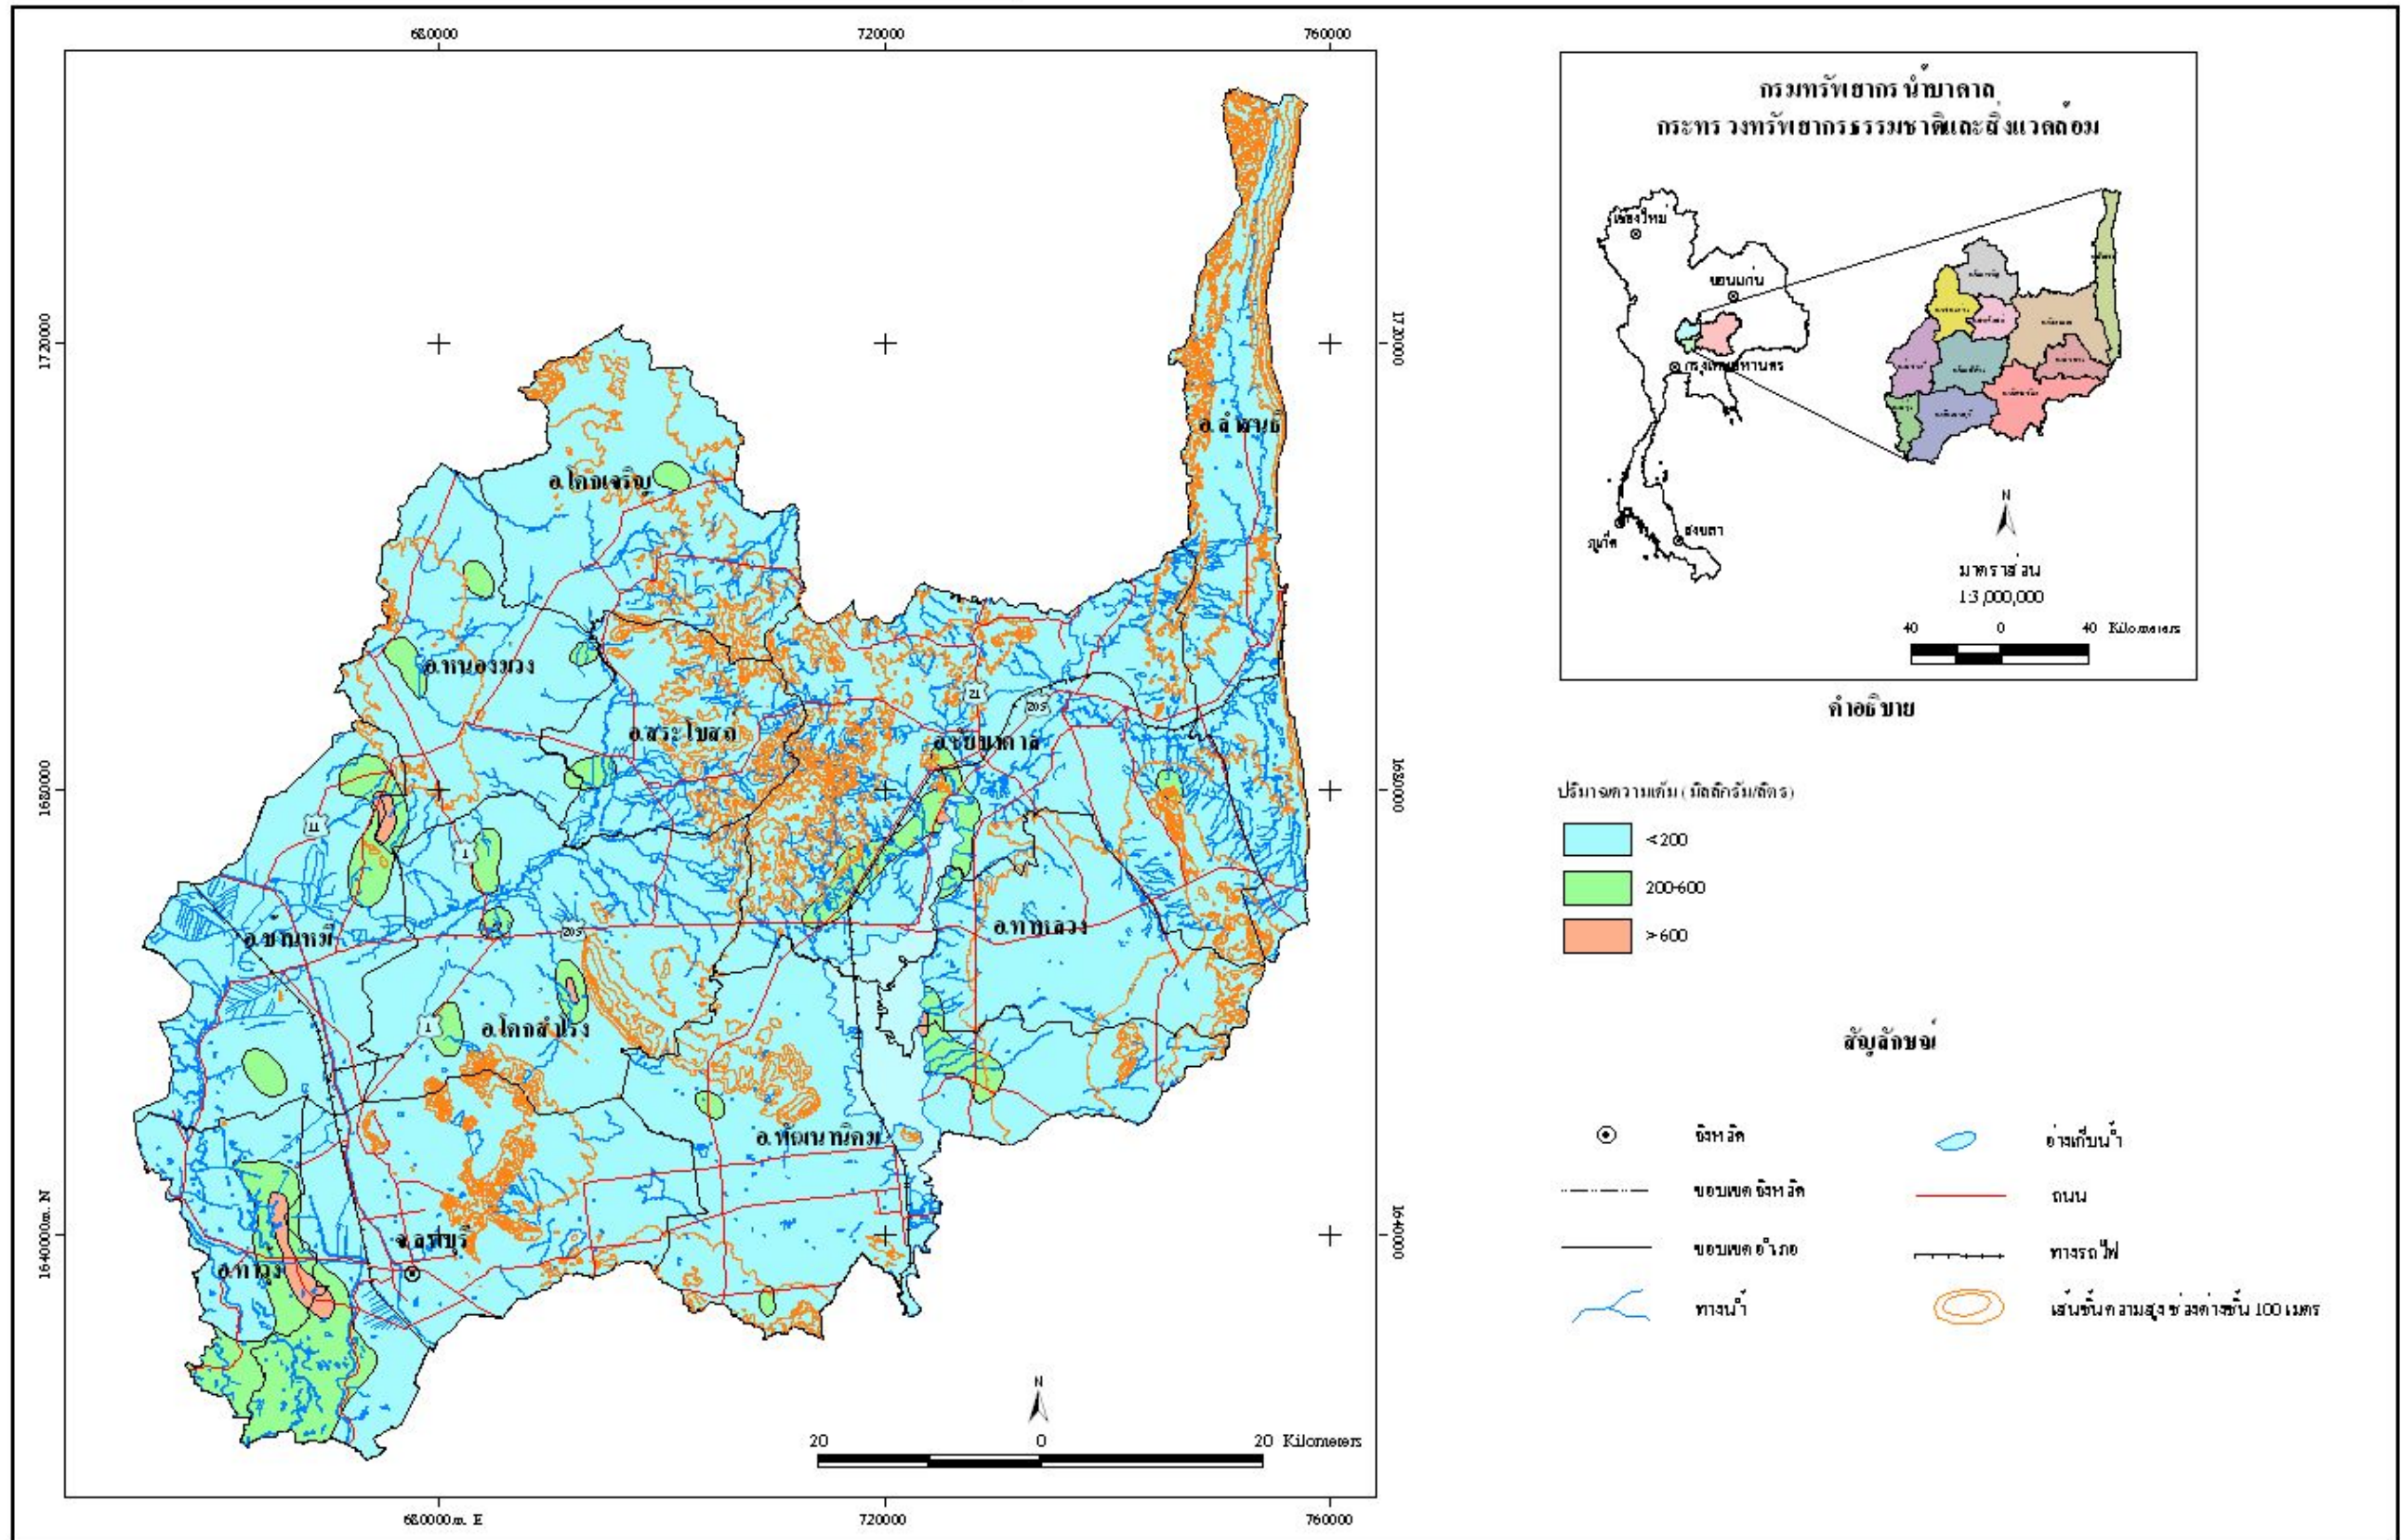 680000
720000
760000
1720000
1720000
อ.ลำสนธิ
อ.โคกเจริญ
อ.หนองม่วง
21
205
อ.สระโบสถ์
อ.ชัยบาดาล
1680000
1680000
11
1
อ.บ้านหมี่
205
อ.ท่าหลวง
1
อ.โคกสำโรง
อ.พัฒนานิคม
1640000m. N
1640000
จ.ลพบุรี
อ.ท่าวุ้ง
N
20 0 20 Kilometers
680000m. E
720000
760000
กรมทรัพยากรน้ำบาดาล
กระทรวงทรัพยากรธรรมชาติและสิ่งแวดล้อม
เชียงใหม่
ขอนแก่น
กรุงเทพมหานคร
สงขลา
ภูเก็ต
N
มาตราส่วน
1:3,000,000
40 0 40 Kilometers
คำอธิบาย
ปริมาณความเค็ม (มิลลิกรัม/ลิตร)
<200
200-600
>600
สัญลักษณ์
จังหวัด
อ่างเก็บน้ำ
ขอบเขตจังหวัด
ถนน
ขอบเขตอำเภอ
ทางรถไฟ
ทางน้ำ
เส้นชั้นความสูง ช่วงต่างชั้น 100 เมตร